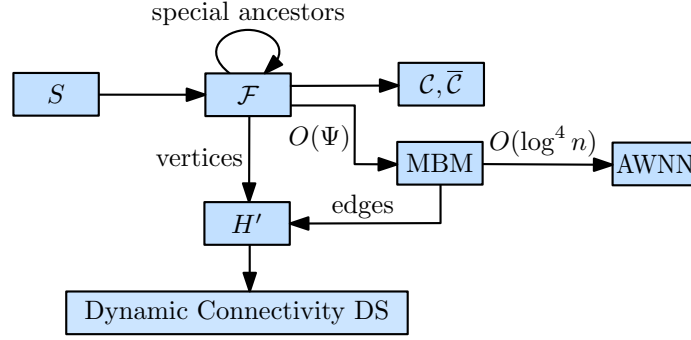 special ancestors
S
F
C, C̅
vertices
O(Ψ)
MBM
O(log⁴ n)
AWNN
edges
H′
Dynamic Connectivity DS